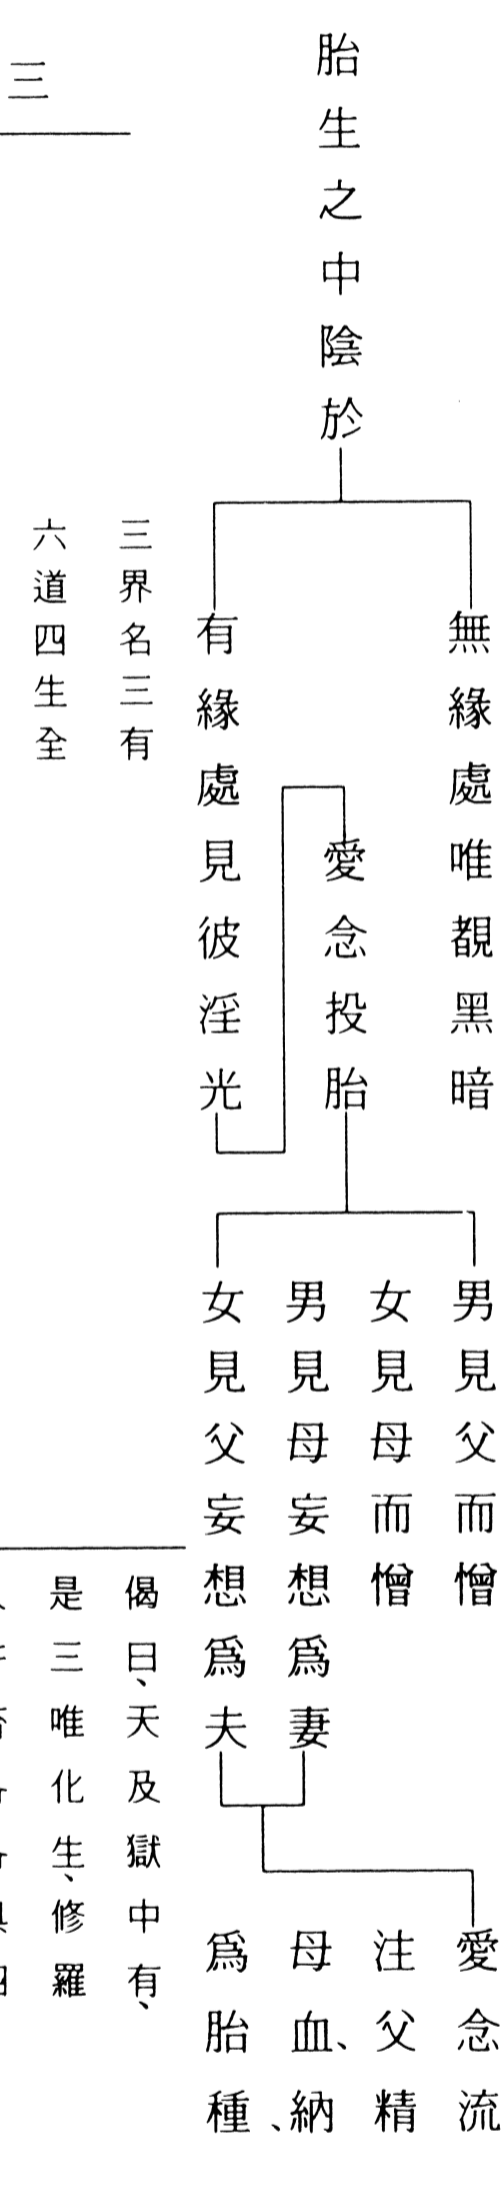 胎生之中陰於
無緣處唯覩黑暗
有緣處見彼淫光
愛念投胎
男見父而憎
女見母而憎
男見母妄想爲妻
女見父妄想爲夫
愛念流
注父精
母血、納
爲胎種、
三界名三有
六道四生全
偈曰、天及獄中有、
是三唯化生、修羅
三